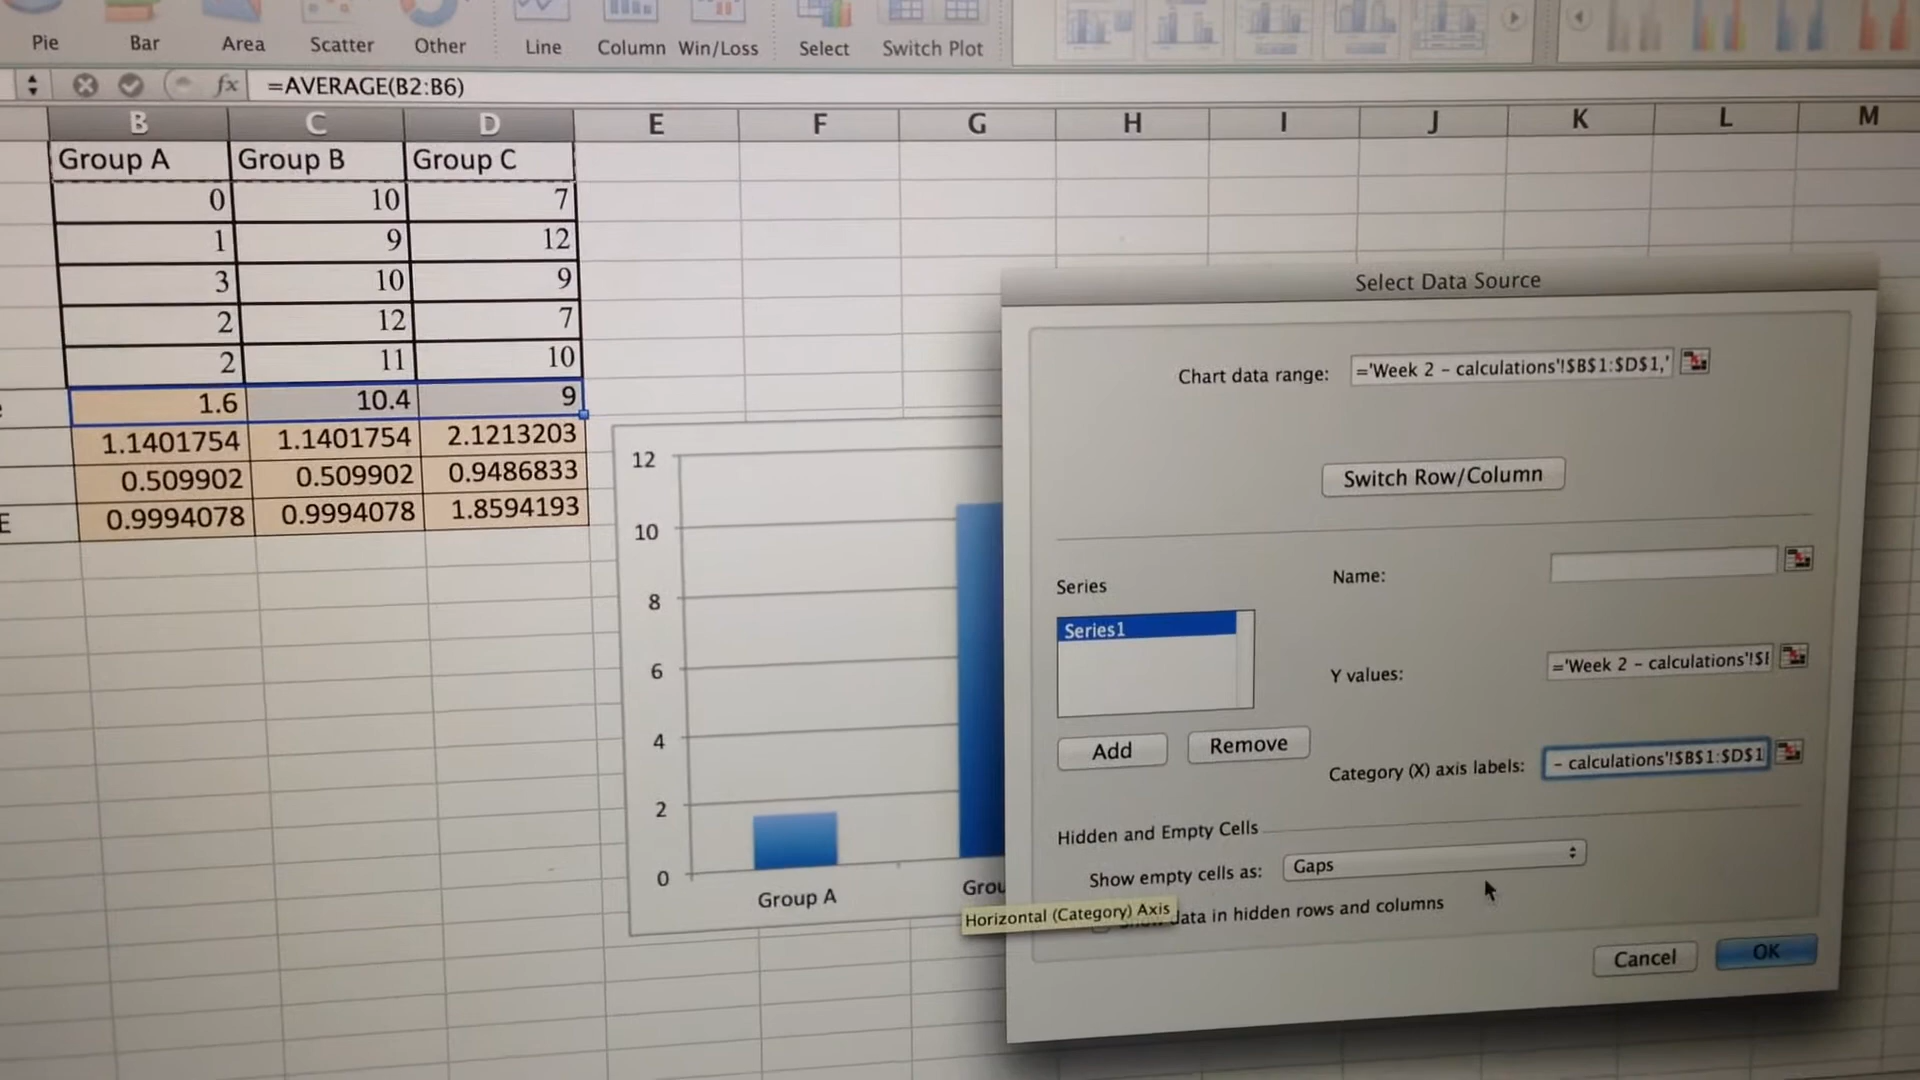 Pie Bar Area Scatter Other Line Column Win/Loss Select Switch Plot
fx =AVERAGE(B2:B6)
B C D E F G H I J K L M
Group A Group B Group C
0 10 7
1 9 12
3 10 9
2 12 7
2 11 10
1.6 10.4 9
1.1401754 1.1401754 2.1213203
0.509902 0.509902 0.9486833
E 0.9994078 0.9994078 1.8594193
12
10
8
6
4
2
0
Group A
Horizontal (Category) Axis
Select Data Source
Chart data range: ='Week 2 - calculations'!$B$1:$D$1,'
Switch Row/Column
Series
Series1
Name:
Y values: ='Week 2 - calculations'!$
Add Remove
Category (X) axis labels: - calculations'!$B$1:$D$1
Hidden and Empty Cells
Show empty cells as: Gaps
data in hidden rows and columns
Cancel OK